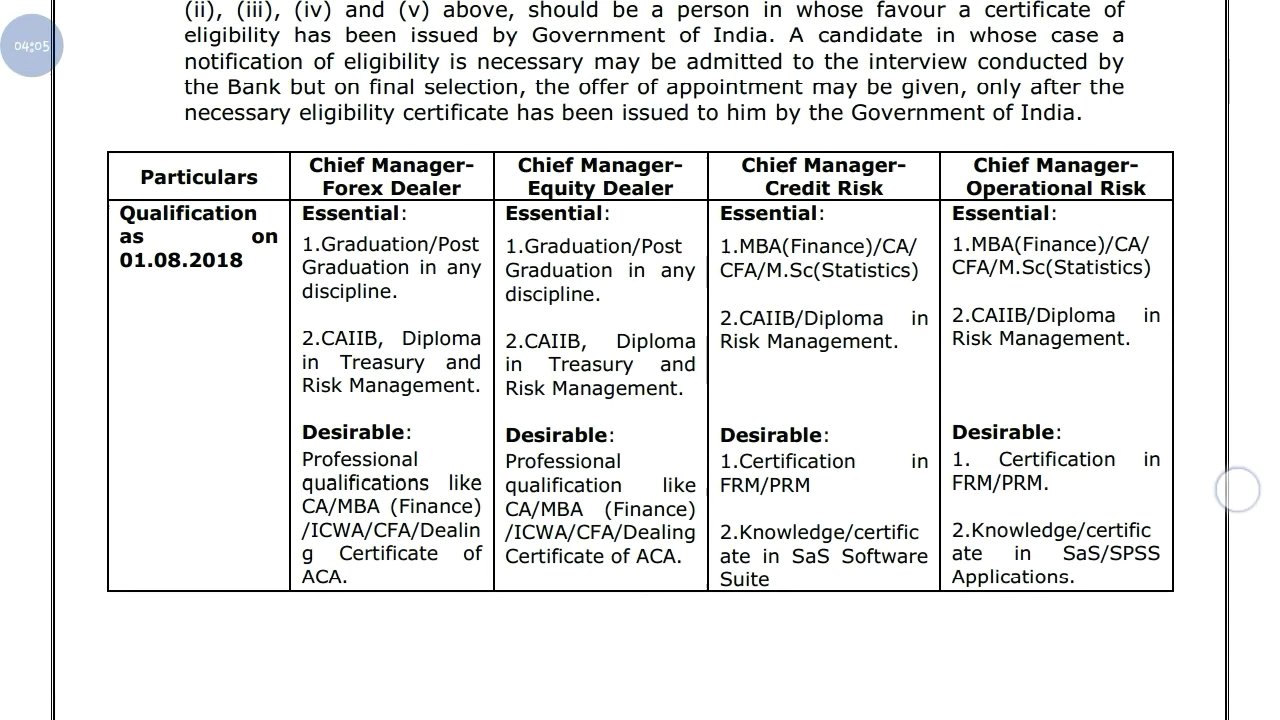 04:05
(ii), (iii), (iv) and (v) above, should be a person in whose favour a certificate of
eligibility has been issued by Government of India. A candidate in whose case a
notification of eligibility is necessary may be admitted to the interview conducted by
the Bank but on final selection, the offer of appointment may be given, only after the
necessary eligibility certificate has been issued to him by the Government of India.
Particulars
Chief Manager-
Forex Dealer
Chief Manager-
Equity Dealer
Chief Manager-
Credit Risk
Chief Manager-
Operational Risk
Qualification
as on
01.08.2018
Essential:
1.Graduation/Post
Graduation in any
discipline.
2.CAIIB, Diploma
in Treasury and
Risk Management.
Desirable:
Professional
qualifications like
CA/MBA (Finance)
/ICWA/CFA/Dealin
g Certificate of
ACA.
Essential:
1.Graduation/Post
Graduation in any
discipline.
2.CAIIB, Diploma
in Treasury and
Risk Management.
Desirable:
Professional
qualification like
CA/MBA (Finance)
/ICWA/CFA/Dealing
Certificate of ACA.
Essential:
1.MBA(Finance)/CA/
CFA/M.Sc(Statistics)
2.CAIIB/Diploma in
Risk Management.
Desirable:
1.Certification in
FRM/PRM
2.Knowledge/certific
ate in SaS Software
Suite
Essential:
1.MBA(Finance)/CA/
CFA/M.Sc(Statistics)
2.CAIIB/Diploma in
Risk Management.
Desirable:
1. Certification in
FRM/PRM.
2.Knowledge/certific
ate in SaS/SPSS
Applications.